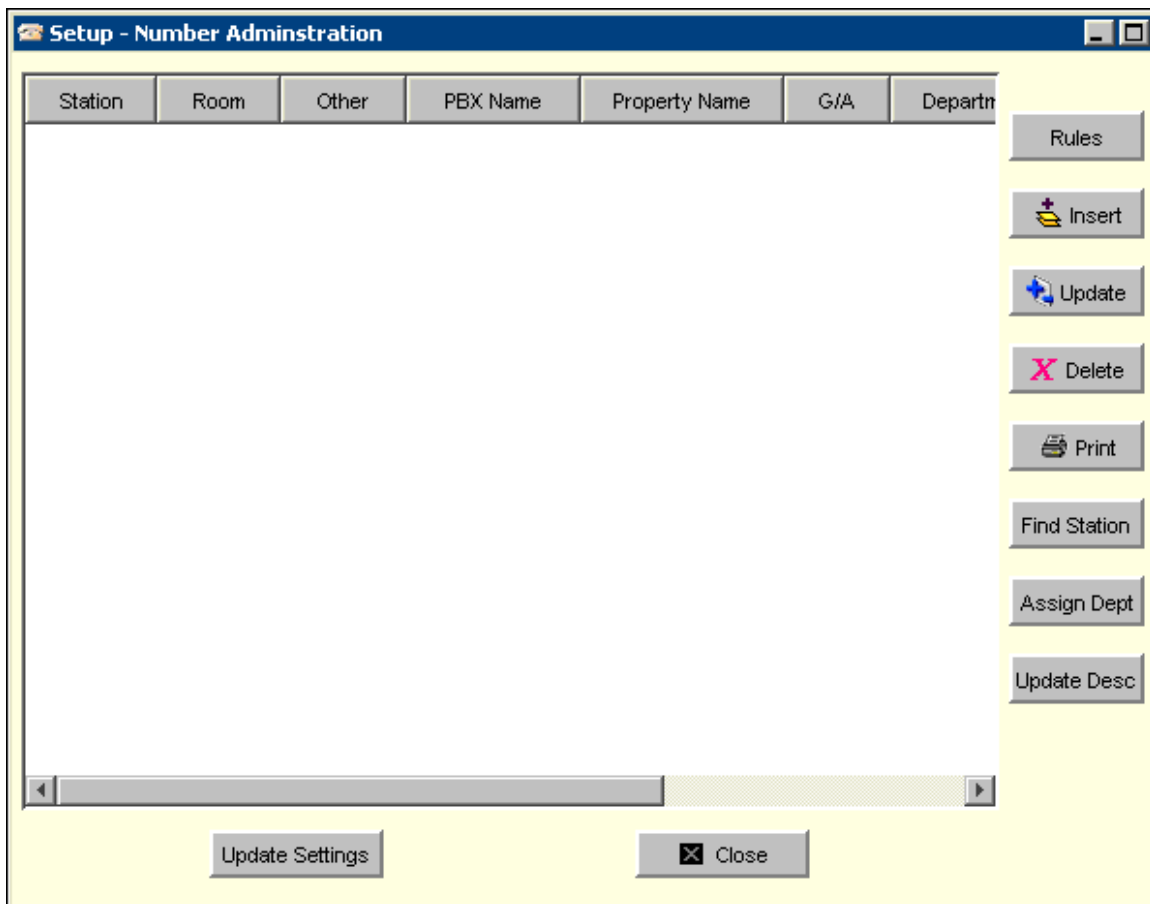 Setup - Number Adminstration
Station Room Other PBX Name Property Name G/A Departm
Rules
Insert
Update
X Delete
Print
Find Station
Assign Dept
Update Desc
Update Settings Close